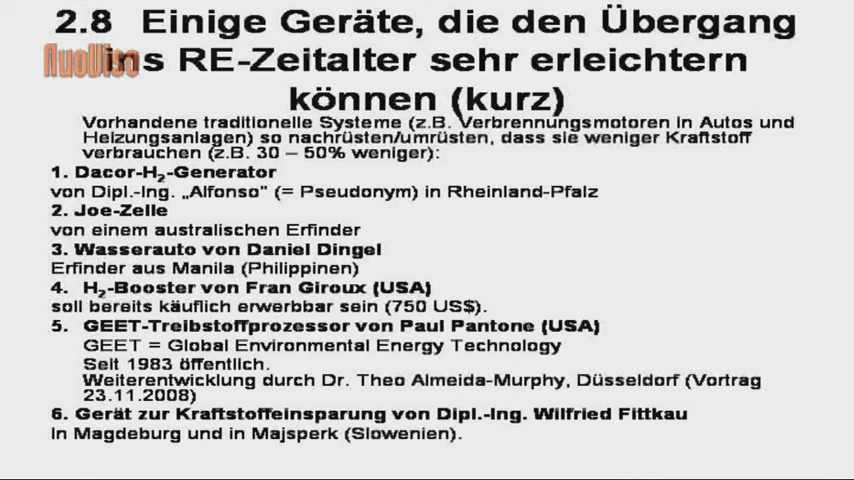 2.8 Einige Geräte, die den Übergang
ins RE-Zeitalter sehr erleichtern
können (kurz)
Vorhandene traditionelle Systeme (z.B. Verbrennungsmotoren in Autos und
Heizungsanlagen) so nachrüsten/umrüsten, dass sie weniger Kraftstoff
verbrauchen (z.B. 30 – 50% weniger):
1. Dacor-H₂-Generator
von Dipl.-Ing. „Alfonso" (= Pseudonym) in Rheinland-Pfalz
2. Joe-Zelle
von einem australischen Erfinder
3. Wasserauto von Daniel Dingel
Erfinder aus Manila (Philippinen)
4. H₂-Booster von Fran Giroux (USA)
soll bereits käuflich erwerbbar sein (750 US$).
5. GEET-Treibstoffprozessor von Paul Pantone (USA)
GEET = Global Environmental Energy Technology
Seit 1983 öffentlich.
Weiterentwicklung durch Dr. Theo Almeida-Murphy, Düsseldorf (Vortrag
23.11.2008)
6. Gerät zur Kraftstoffeinsparung von Dipl.-Ing. Wilfried Fittkau
In Magdeburg und in Majsperk (Slowenien).